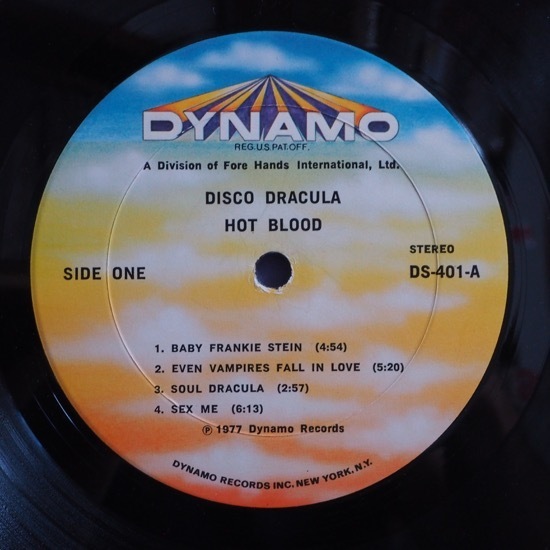 DYNAMO
REG. U.S. PAT. OFF.
A Division of Fore Hands International, Ltd.
DISCO DRACULA
HOT BLOOD
STEREO
SIDE ONE DS-401-A
1. BABY FRANKIE STEIN (4:54)
2. EVEN VAMPIRES FALL IN LOVE (5:20)
3. SOUL DRACULA (2:57)
4. SEX ME (6:13)
℗ 1977 Dynamo Records
DYNAMO RECORDS INC. NEW YORK, N.Y.